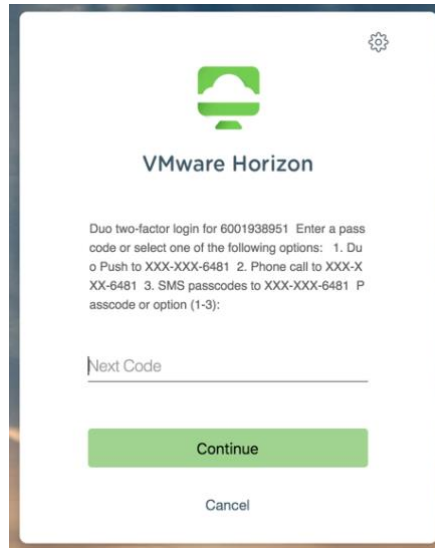 VMware Horizon
Duo two-factor login for 6001938951 Enter a pass
code or select one of the following options: 1. Du
o Push to XXX-XXX-6481 2. Phone call to XXX-X
XX-6481 3. SMS passcodes to XXX-XXX-6481 P
asscode or option (1-3):
Next Code
Continue
Cancel